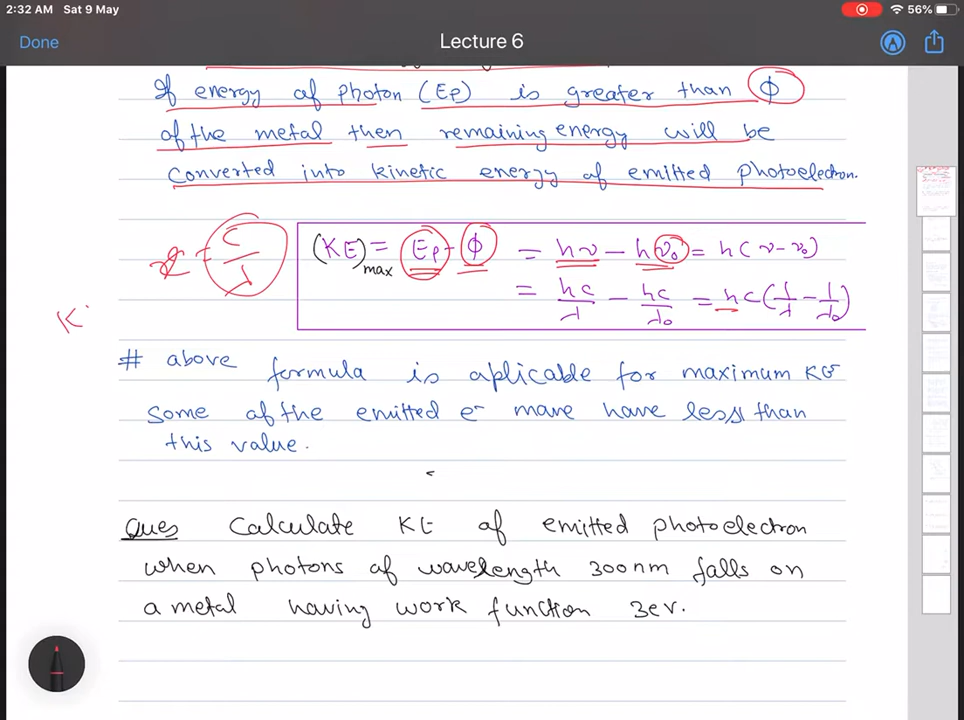 2:32 AM Sat 9 May 56%
Done Lecture 6
If energy of photon (Ep) is greater than ϕ
of the metal then remaining energy will be
converted into kinetic energy of emitted photoelectron.
(KE)max = Ep - ϕ = hν - hν₀ = h(ν - ν₀)
C/λ
= hc/λ - hc/λ₀ = hc(1/λ - 1/λ₀)
K
# above formula is aplicable for maximum KE
Some of the emitted e⁻ more have less than
this value.
Ques Calculate KE of emitted photoelectron
when photons of wavelength 300nm falls on
a metal having work function 3ev.